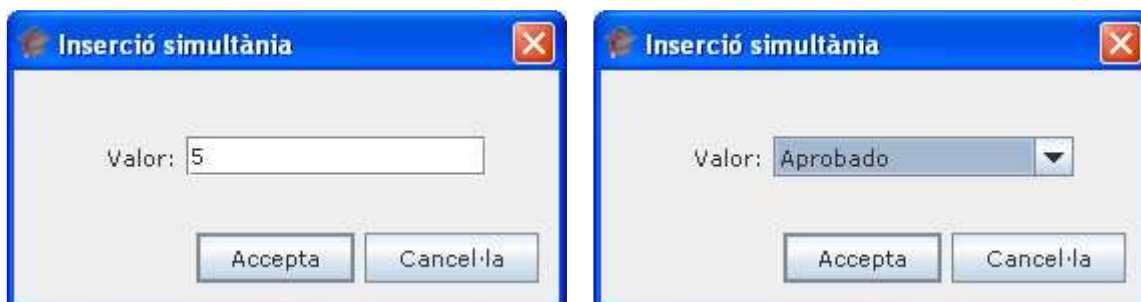 Inserció simultània
Valor: 5
Accepta Cancel·la
Inserció simultània
Valor: Aprobado
Accepta Cancel·la